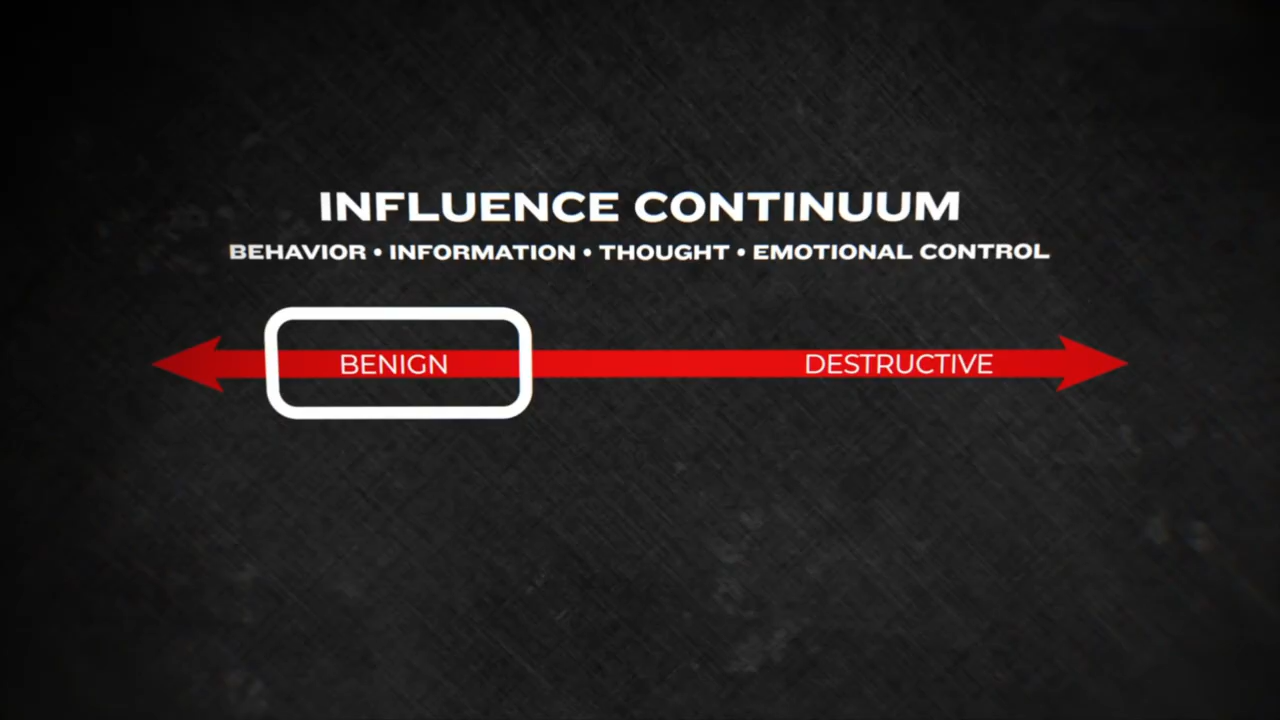 INFLUENCE CONTINUUM
BEHAVIOR • INFORMATION • THOUGHT • EMOTIONAL CONTROL
BENIGN DESTRUCTIVE